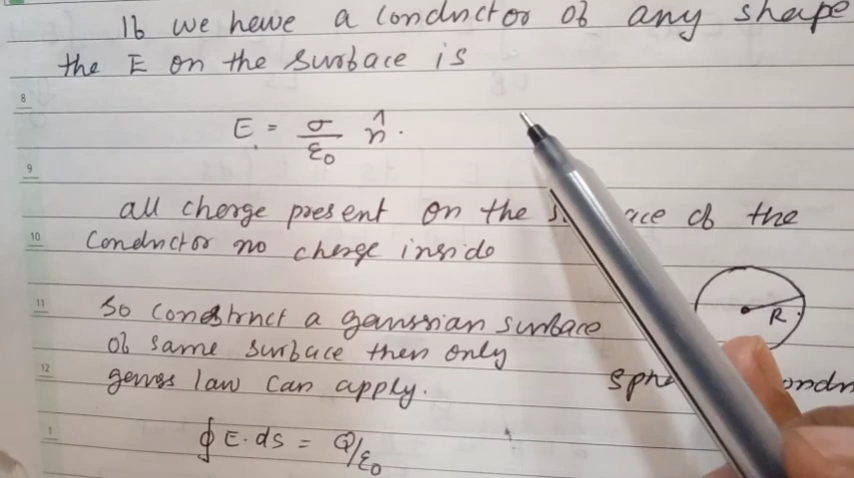 If we have a conductor of any shape
the E on the surface is
8
E = σ/ε₀ n̂.
9
all charge present on the ace of the
10
Conductor no charge inside
11
So construct a gaussian surface
R
of same surface then only
12
gauss law can apply.
1
∮ E·ds = Q/ε₀